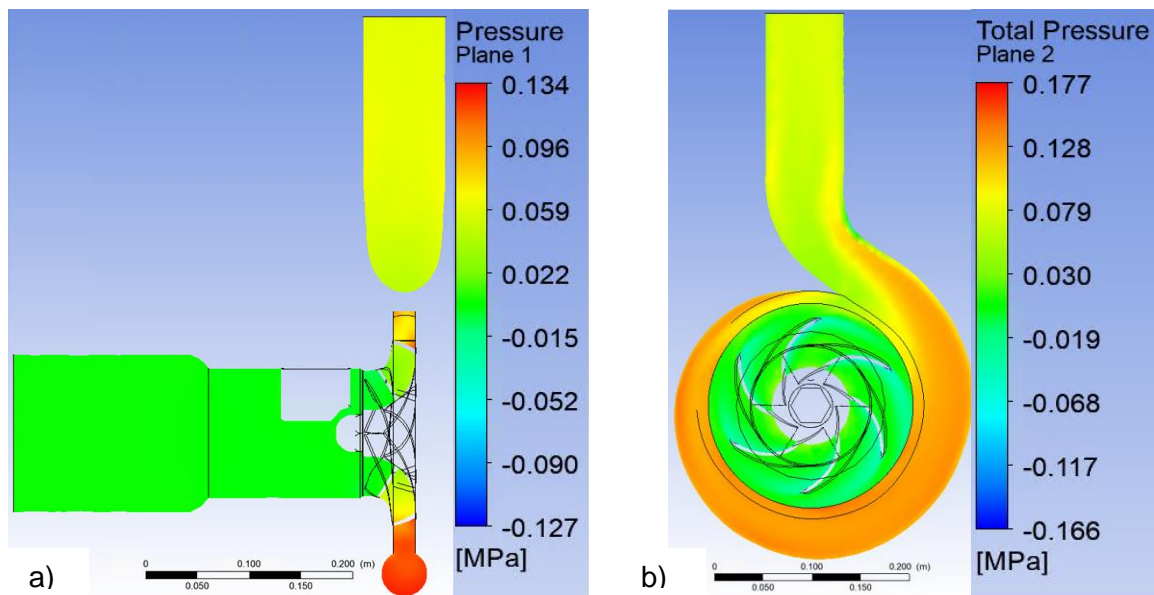 Pressure
Plane 1
0.134
0.096
0.059
0.022
-0.015
-0.052
-0.090
-0.127
[MPa]
0 0.100 0.200 (m)
0.050 0.150
a)
Total Pressure
Plane 2
0.177
0.128
0.079
0.030
-0.019
-0.068
-0.117
-0.166
[MPa]
0 0.100 0.200 (m)
0.050 0.150
b)